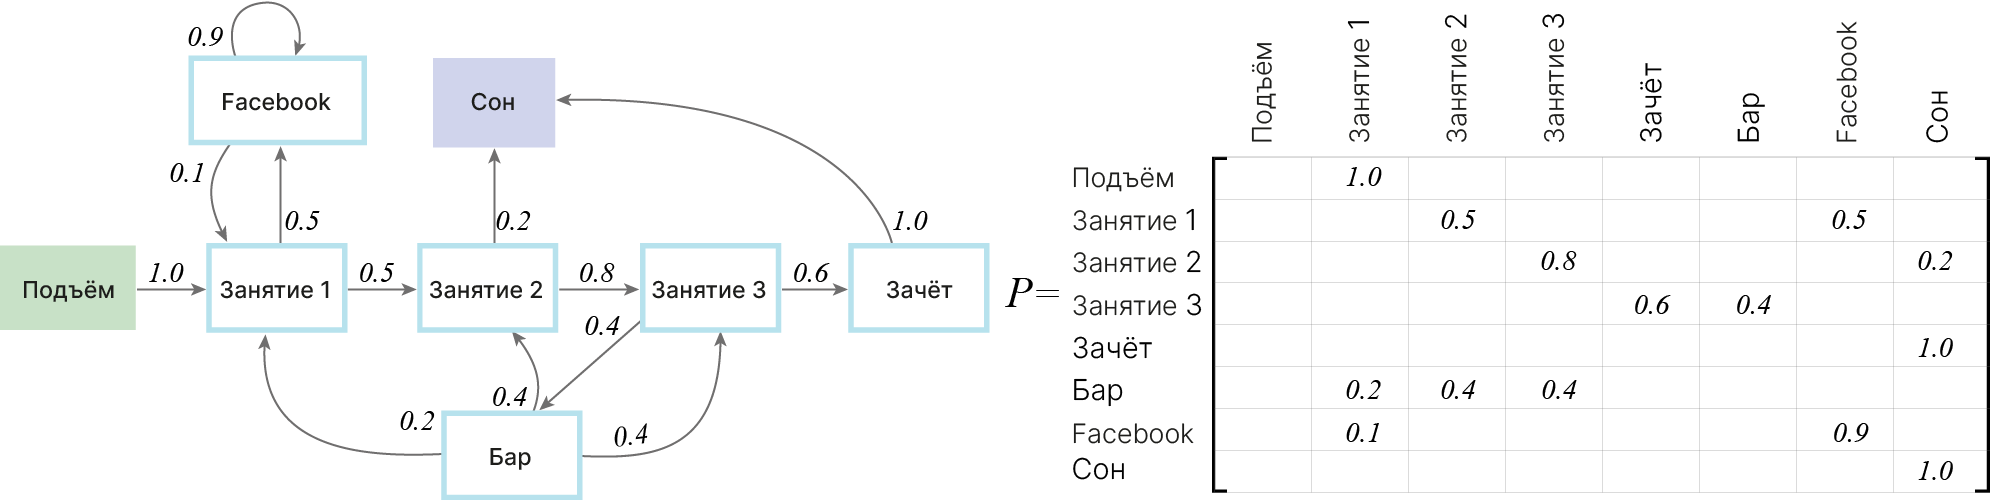 0.9
Facebook
Сон
0.1
0.5
0.2
1.0
Подъём
1.0
Занятие 1
0.5
Занятие 2
0.8
Занятие 3
0.6
Зачёт
0.4
0.4
0.2
0.4
Бар
P=
Подъём
Занятие 1
Занятие 2
Занятие 3
Зачёт
Бар
Facebook
Сон
Подъём 1.0
Занятие 1 0.5 0.5
Занятие 2 0.8 0.2
Занятие 3 0.6 0.4
Зачёт 1.0
Бар 0.2 0.4 0.4
Facebook 0.1 0.9
Сон 1.0